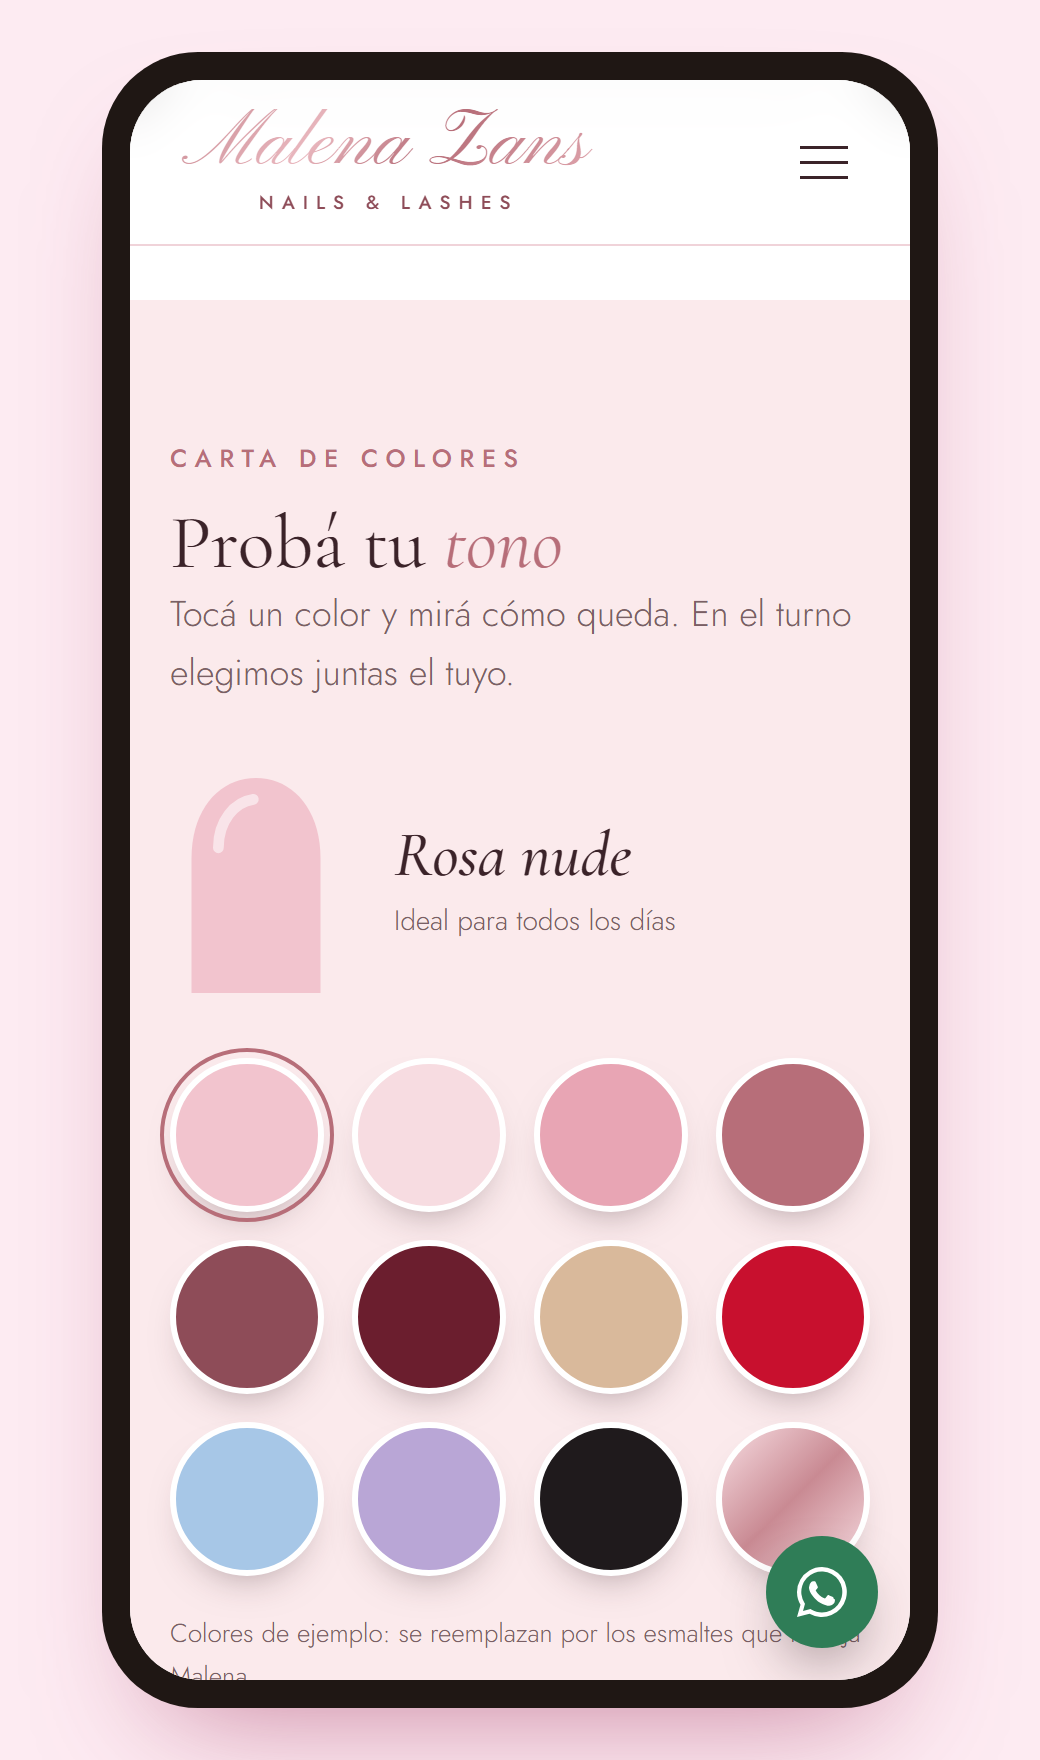 Malena Zans
NAILS & LASHES
CARTA DE COLORES
Probá tu tono
Tocá un color y mirá cómo queda. En el turno
elegimos juntas el tuyo.
Rosa nude
Ideal para todos los días
Colores de ejemplo: se reemplazan por los esmaltes que
Malena